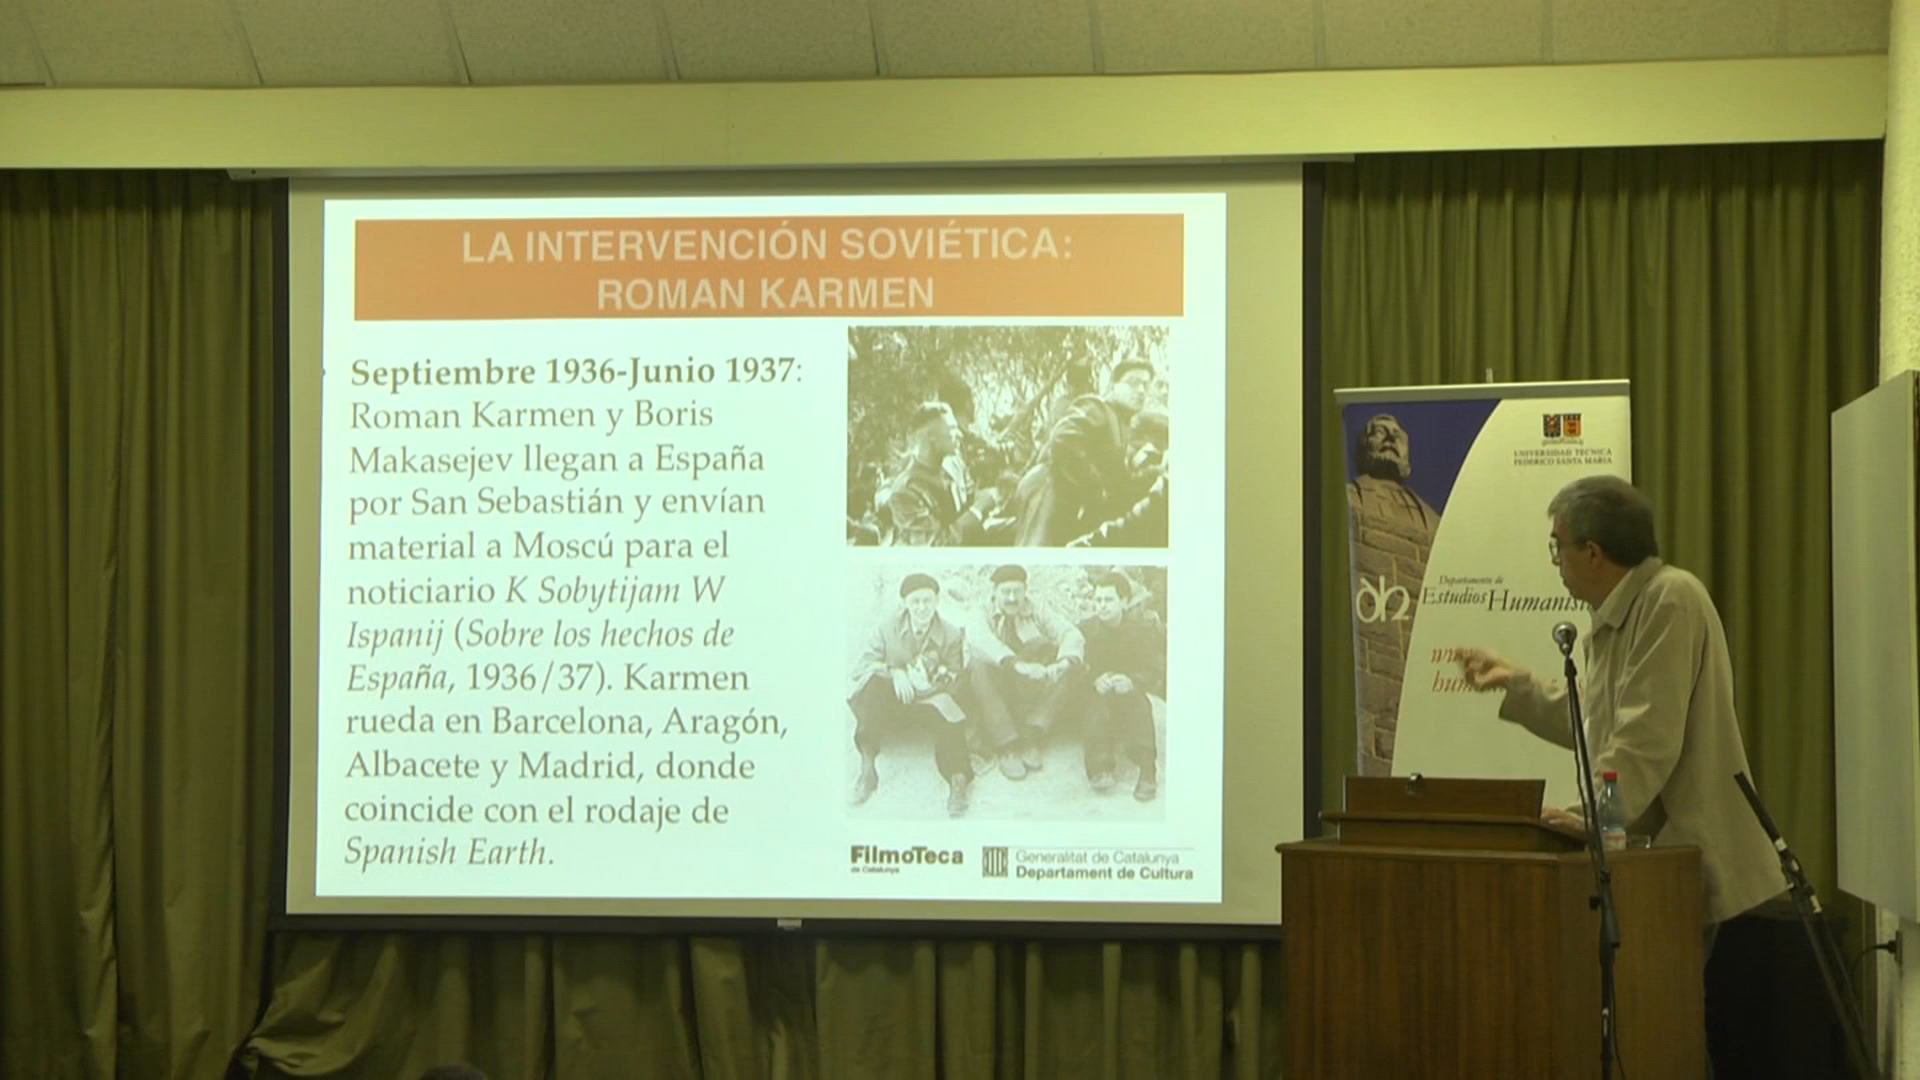 LA INTERVENCIÓN SOVIÉTICA:
ROMAN KARMEN
Septiembre 1936-Junio 1937:
Roman Karmen y Boris
Makasejev llegan a España
por San Sebastián y envían
material a Moscú para el
noticiario K Sobytijam W
Ispanij (Sobre los hechos de
España, 1936/37). Karmen
rueda en Barcelona, Aragón,
Albacete y Madrid, donde
coincide con el rodaje de
Spanish Earth.
FilmoTeca
de Catalunya
Generalitat de Catalunya
Departament de Cultura
UNIVERSIDAD TECNICA
FEDERICO SANTA MARIA
Departamento de
Estudios